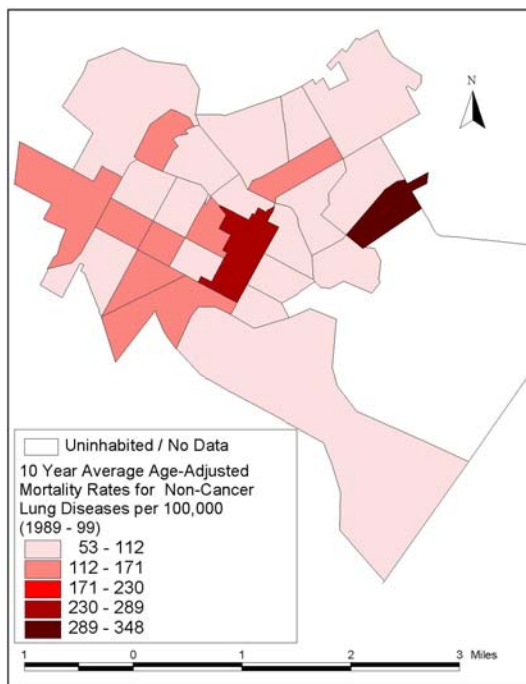 N
Uninhabited / No Data
10 Year Average Age-Adjusted
Mortality Rates for Non-Cancer
Lung Diseases per 100,000
(1989 - 99)
53 - 112
112 - 171
171 - 230
230 - 289
289 - 348
1 0 1 2 3 Miles